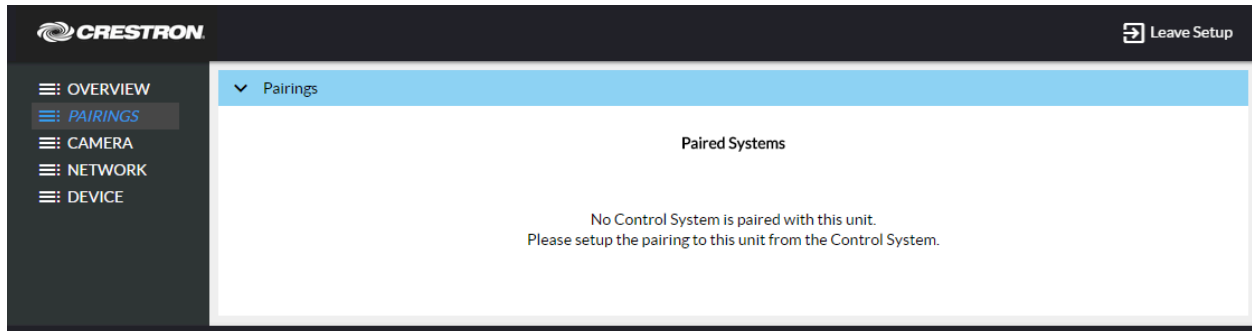 CRESTRON.
Leave Setup
OVERVIEW
PAIRINGS
CAMERA
NETWORK
DEVICE
Pairings
Paired Systems
No Control System is paired with this unit.
Please setup the pairing to this unit from the Control System.